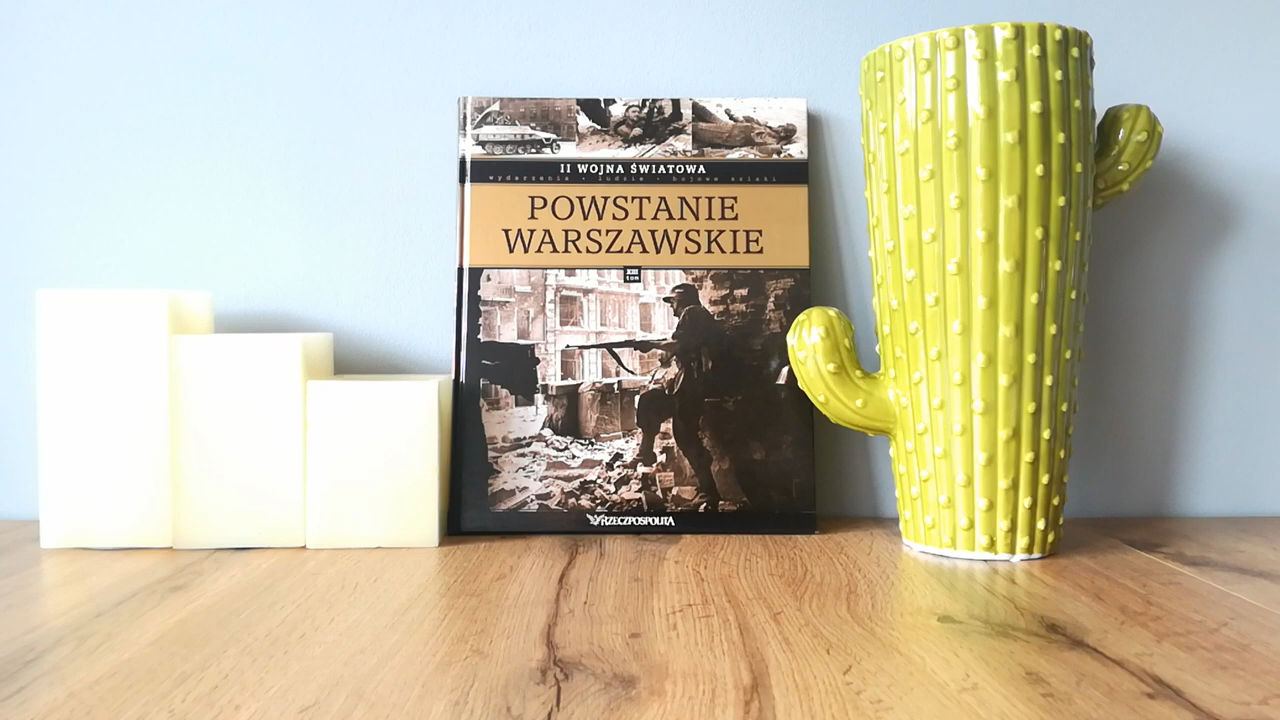 II WOJNA ŚWIATOWA
wydarzenia • ludzie • bojowe szlaki
POWSTANIE
WARSZAWSKIE
XIII
tom
RZECZPOSPOLITA